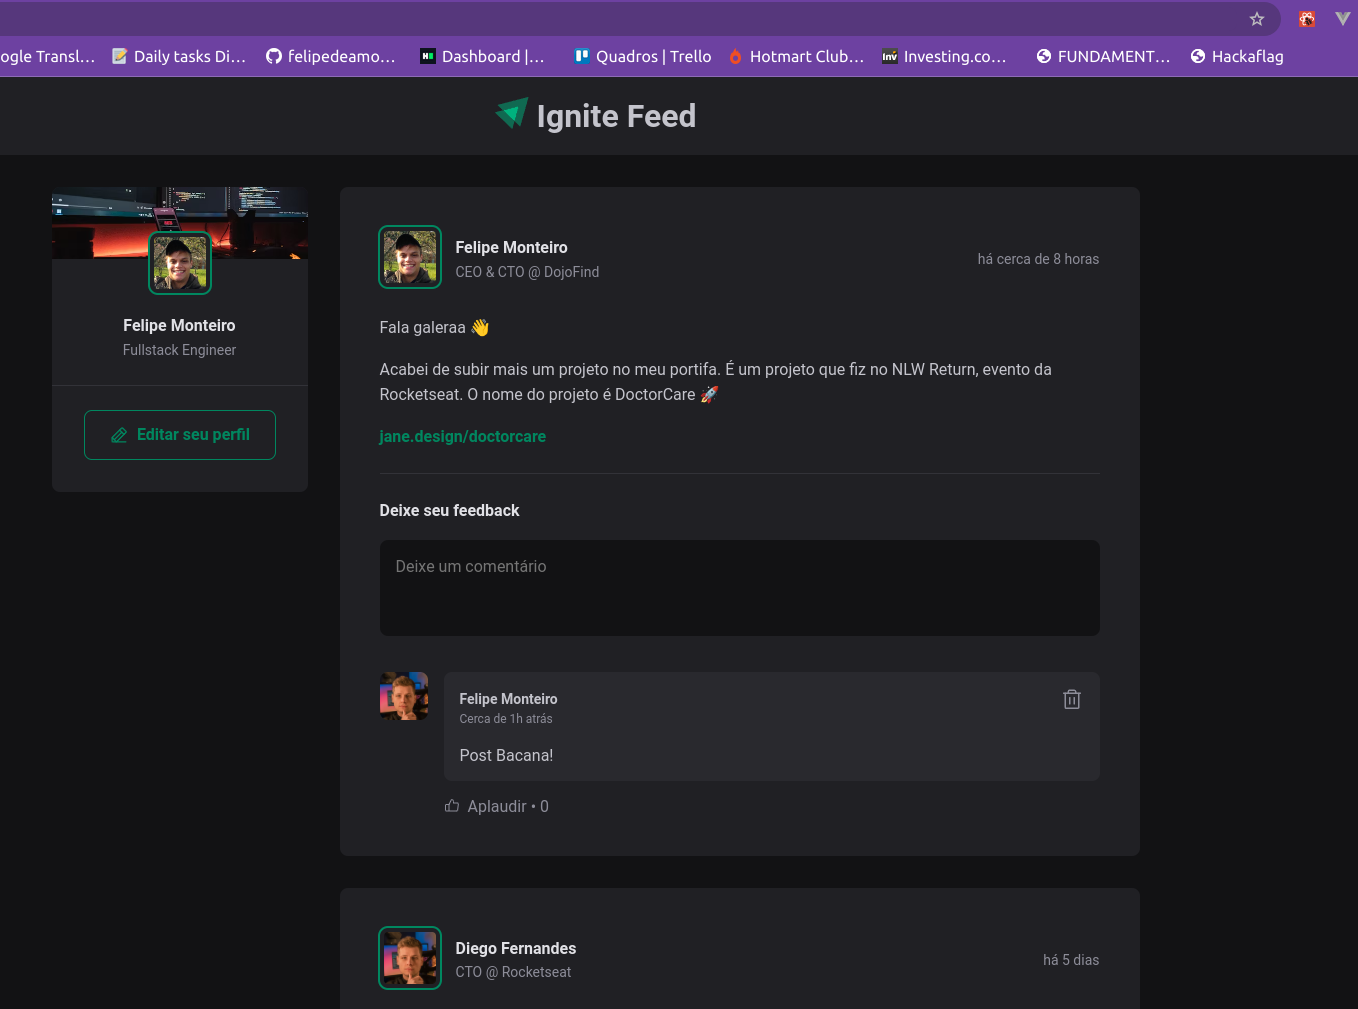 ogle Transl...
Daily tasks Di...
felipedeamo...
Dashboard |...
Quadros | Trello
Hotmart Club...
Inv
Investing.co...
FUNDAMENT...
Hackaflag
Ignite Feed
Felipe Monteiro
Fullstack Engineer
Editar seu perfil
Felipe Monteiro
CEO & CTO @ DojoFind
há cerca de 8 horas
Fala galeraa 👋
Acabei de subir mais um projeto no meu portifa. É um projeto que fiz no NLW Return, evento da
Rocketseat. O nome do projeto é DoctorCare 🚀
jane.design/doctorcare
Deixe seu feedback
Deixe um comentário
Felipe Monteiro
Cerca de 1h atrás
Post Bacana!
Aplaudir • 0
Diego Fernandes
CTO @ Rocketseat
há 5 dias